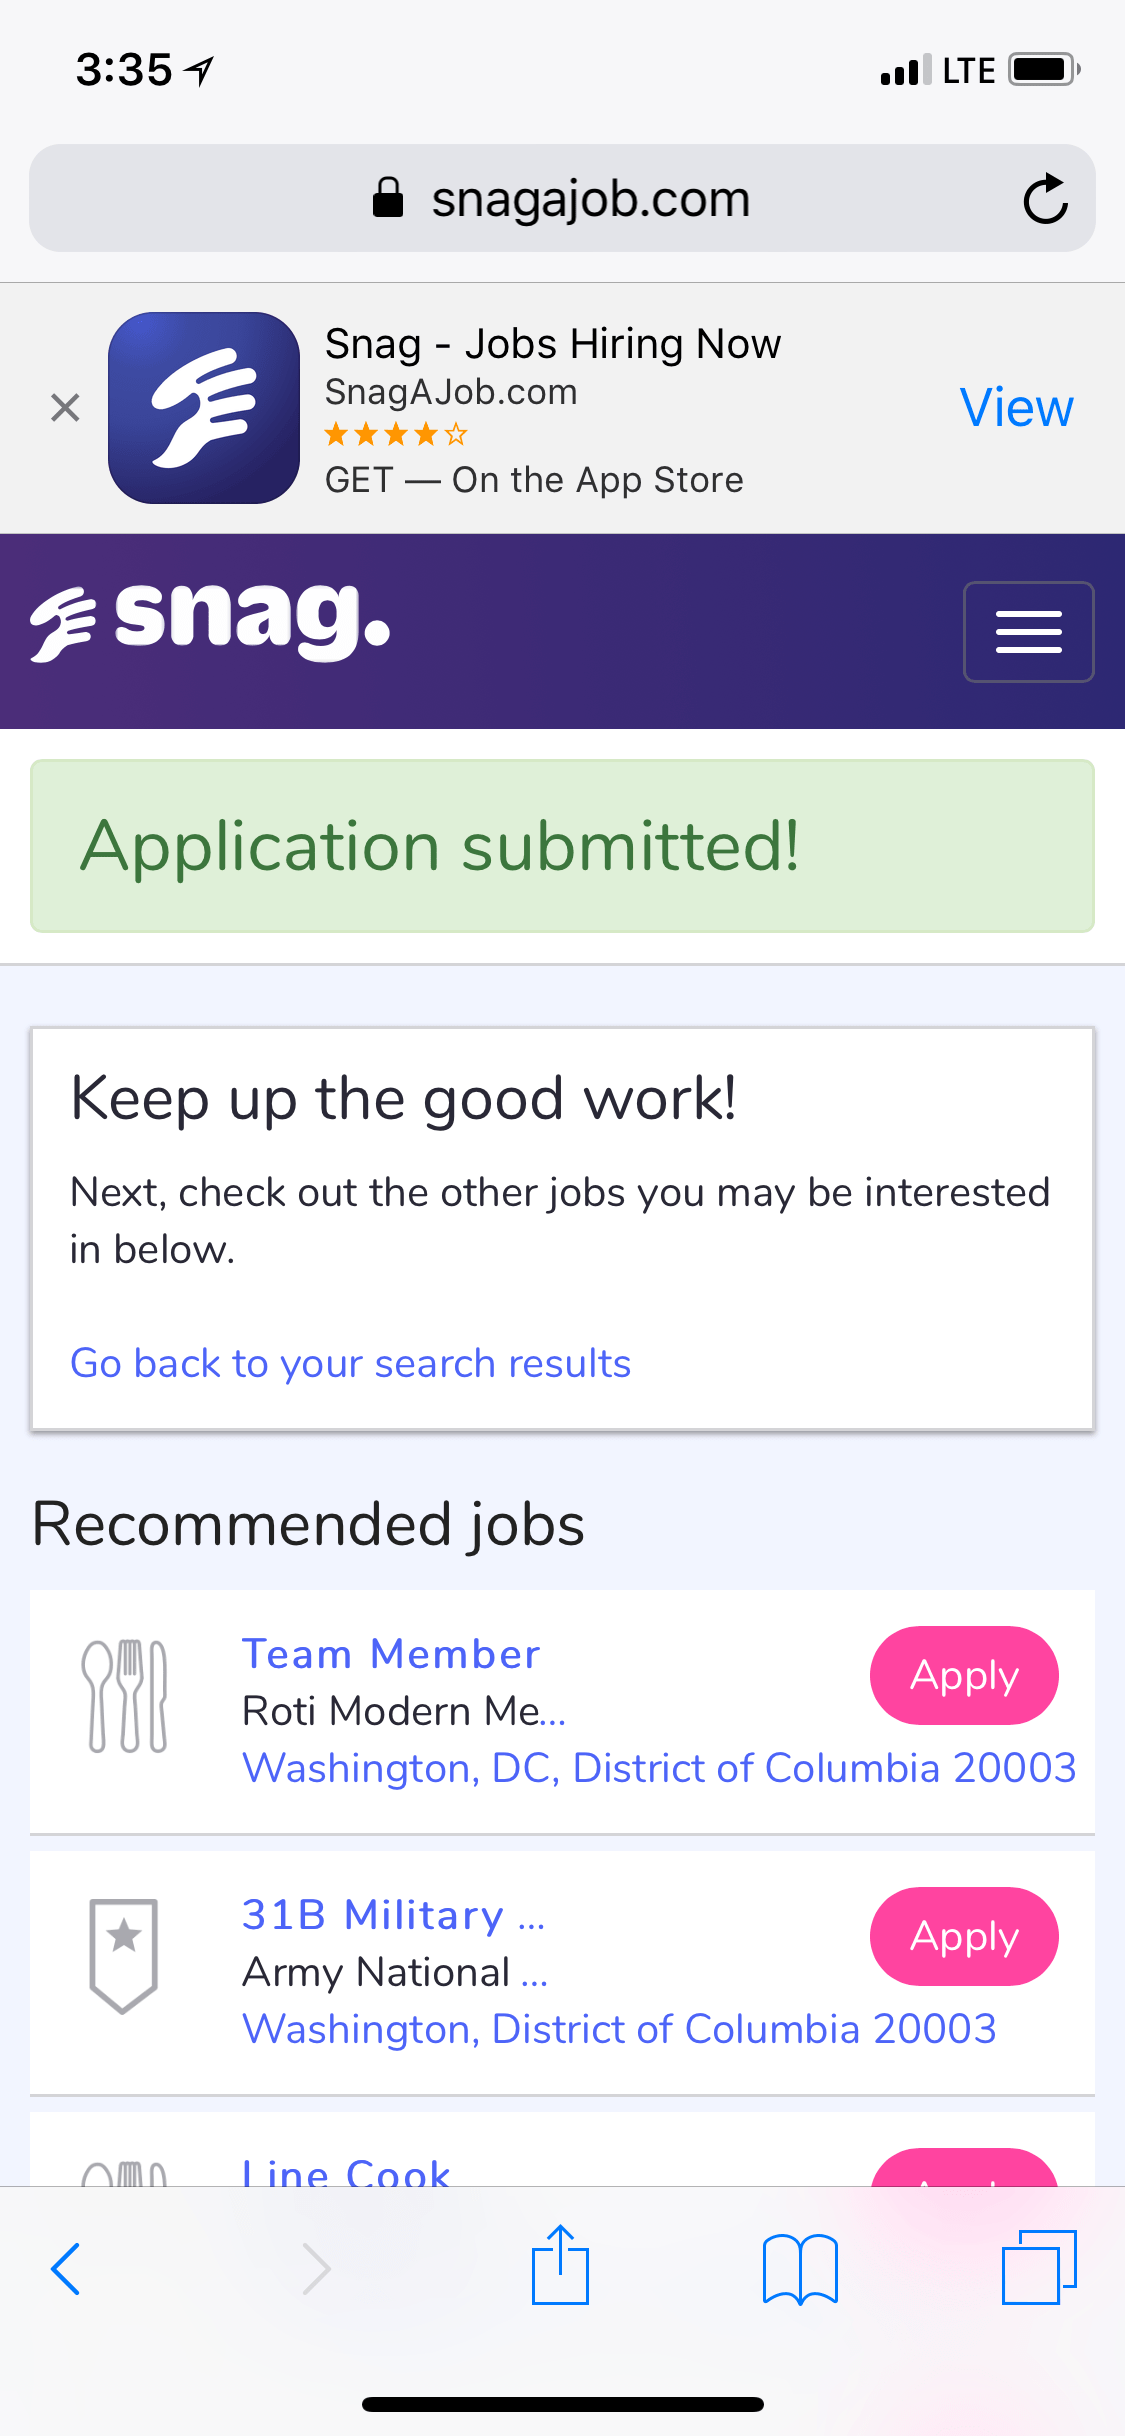 3:35
LTE
snagajob.com
Snag - Jobs Hiring Now
SnagAJob.com
View
GET — On the App Store
snag.
Application submitted!
Keep up the good work!
Next, check out the other jobs you may be interested
in below.
Go back to your search results
Recommended jobs
Team Member
Apply
Roti Modern Me...
Washington, DC, District of Columbia 20003
31B Military ...
Apply
Army National ...
Washington, District of Columbia 20003
Line Cook
Apply